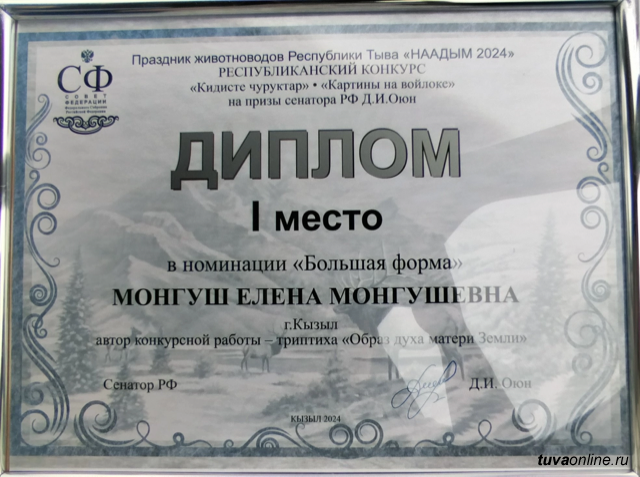 Праздник животноводов Республики Тыва «НААДЫМ 2024»
РЕСПУБЛИКАНСКИЙ КОНКУРС
«Кидисте чуруктар» • «Картины на войлоке»
на призы сенатора РФ Д.И.Оюн
СФ
СОВЕТ
ФЕДЕРАЦИИ
ДИПЛОМ
I место
в номинации «Большая форма»
МОНГУШ ЕЛЕНА МОНГУШЕВНА
г.Кызыл
автор конкурсной работы – триптиха «Образ духа матери Земли»
Сенатор РФ Д.И. Оюн
КЫЗЫЛ 2024
tuvaonline.ru